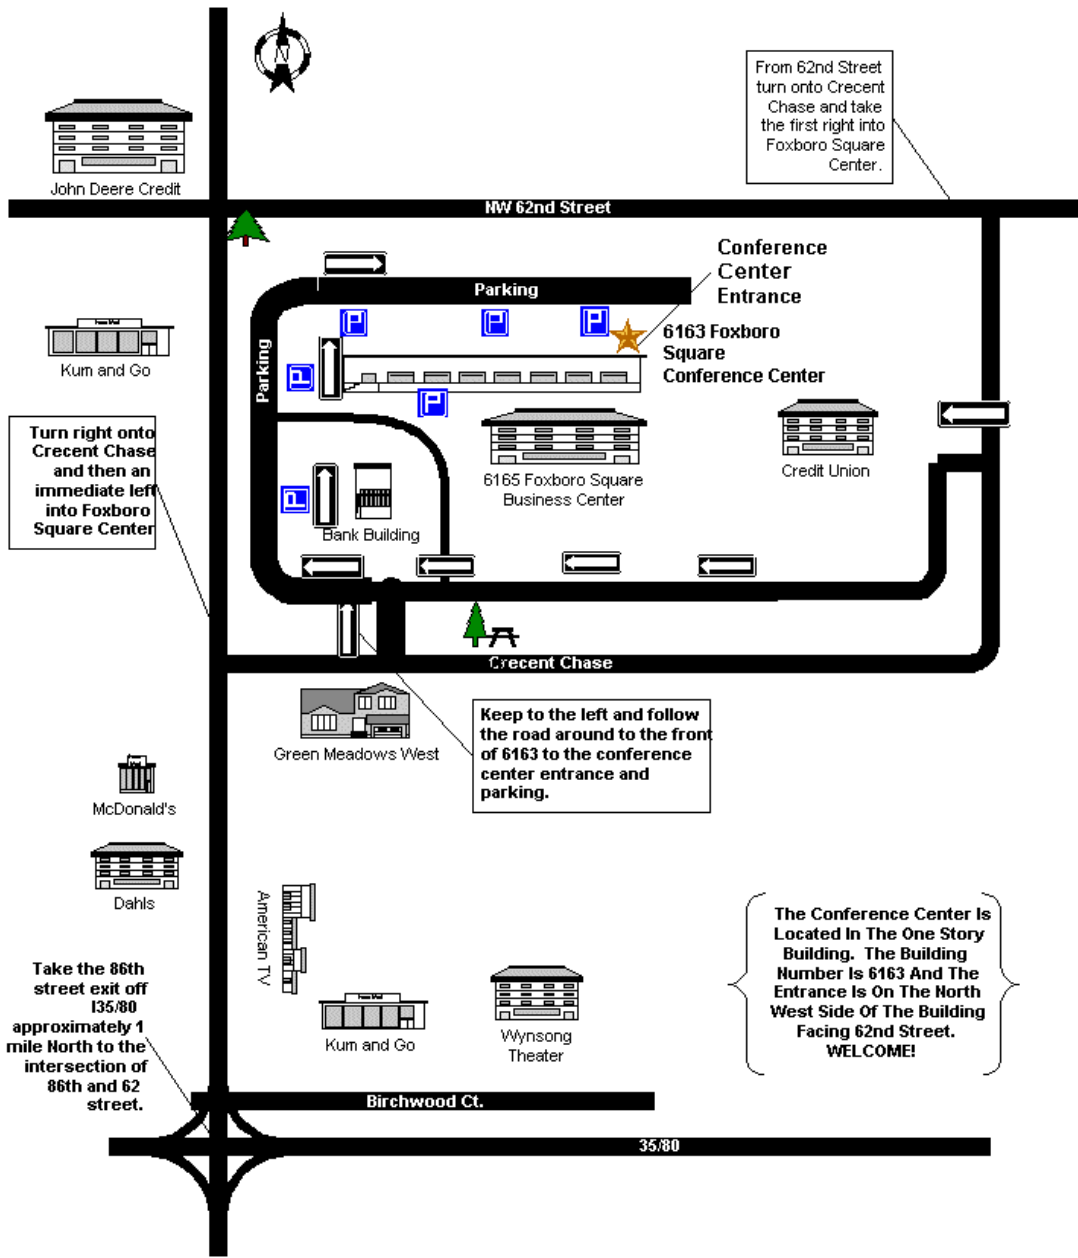 N
From 62nd Street
turn onto Crecent
Chase and take
the first right into
Foxboro Square
Center.
John Deere Credit
NW 62nd Street
Conference
Center
Entrance
Parking
6163 Foxboro
Square
Conference Center
Kum and Go
Parking
Turn right onto
Crecent Chase
and then an
immediate left
into Foxboro
Square Center
P
P
P
P
P
P
6165 Foxboro Square
Business Center
Credit Union
Bank Building
Crecent Chase
Green Meadows West
Keep to the left and follow
the road around to the front
of 6163 to the conference
center entrance and
parking.
McDonald's
Dahls
American TV
Take the 86th
street exit off
I35/80
approximately 1
mile North to the
intersection of
86th and 62
street.
Kum and Go
Wynsong
Theater
The Conference Center Is
Located In The One Story
Building. The Building
Number Is 6163 And The
Entrance Is On The North
West Side Of The Building
Facing 62nd Street.
WELCOME!
Birchwood Ct.
35/80